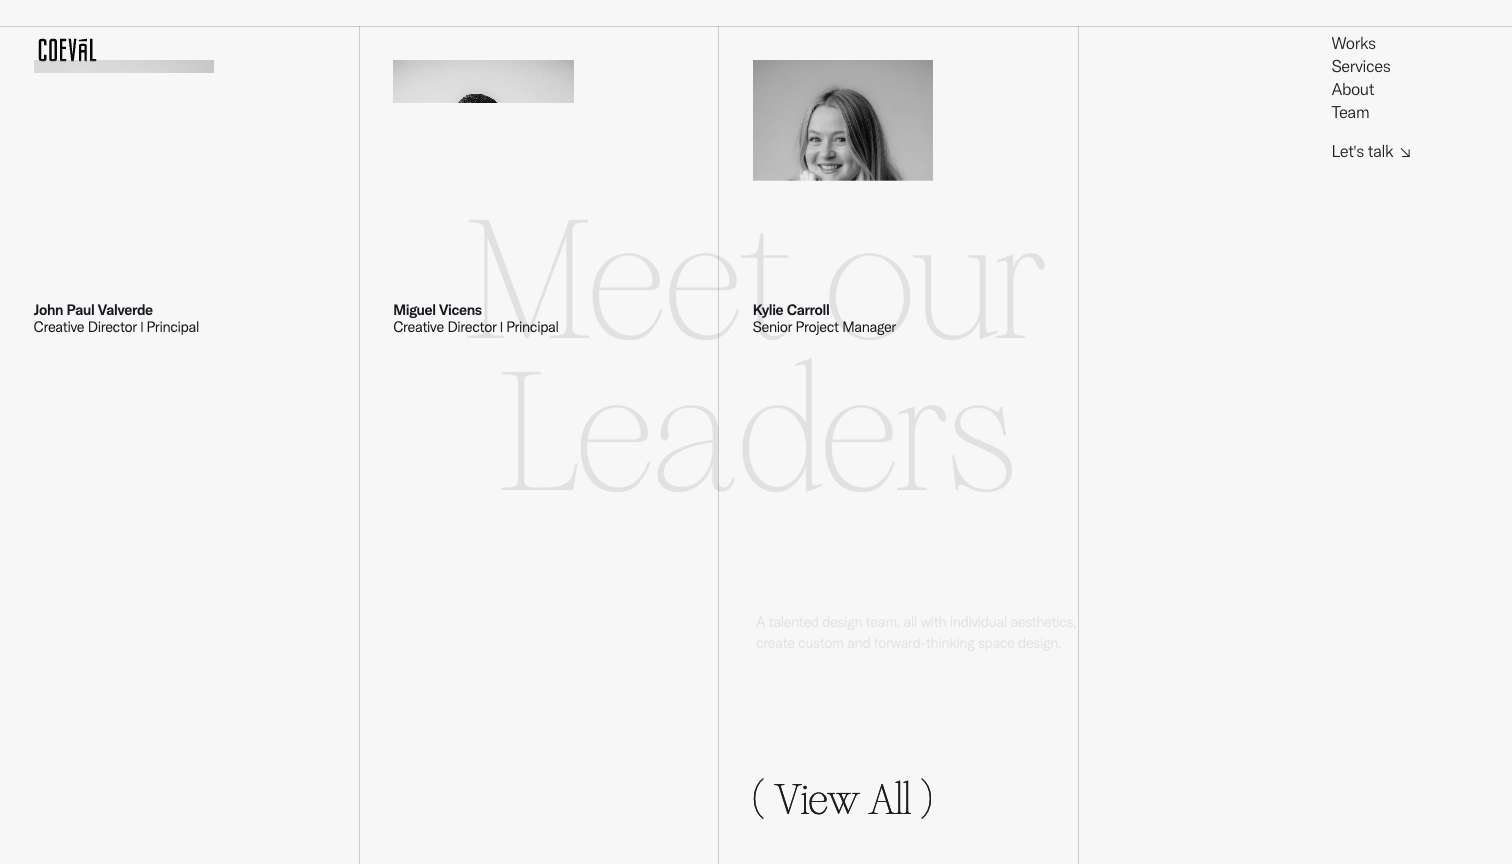 COEVAL
Works
Services
About
Team
Let's talk
Meet our
Leaders
John Paul Valverde
Creative Director | Principal
Miguel Vicens
Creative Director | Principal
Kylie Carroll
Senior Project Manager
A talented design team, all with individual aesthetics,
create custom and forward-thinking space design.
( View All )